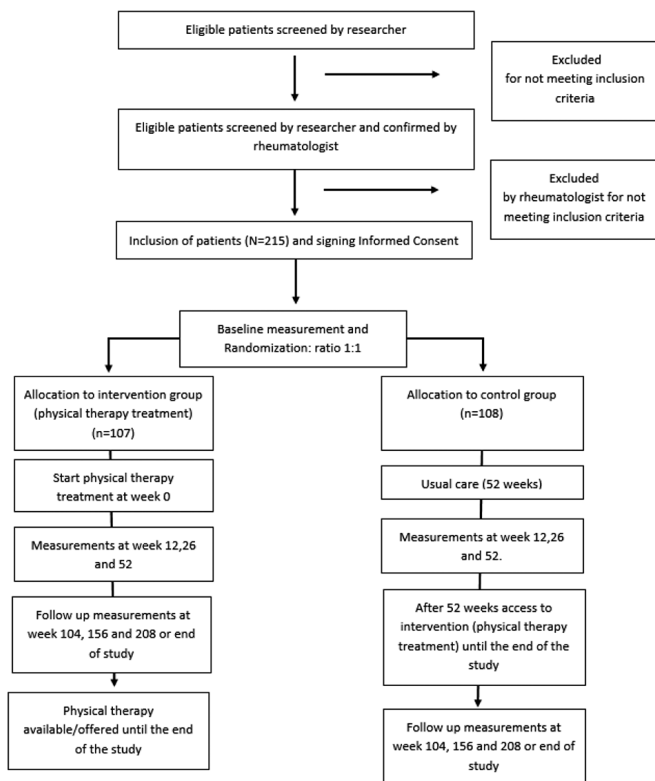 Eligible patients screened by researcher
Excluded
for not meeting inclusion
criteria
Eligible patients screened by researcher and confirmed by
rheumatologist
Excluded
by rheumatologist for not
meeting inclusion criteria
Inclusion of patients (N=215) and signing Informed Consent
Baseline measurement and
Randomization: ratio 1:1
Allocation to intervention group
(physical therapy treatment)
(n=107)
Start physical therapy
treatment at week 0
Measurements at week 12,26
and 52
Follow up measurements at
week 104, 156 and 208 or end
of study
Physical therapy
available/offered until the end
of the study
Allocation to control group
(n=108)
Usual care (52 weeks)
Measurements at week 12,26
and 52.
After 52 weeks access to
intervention (physical therapy
treatment) until the end of the
study
Follow up measurements at
week 104, 156 and 208 or end of
study